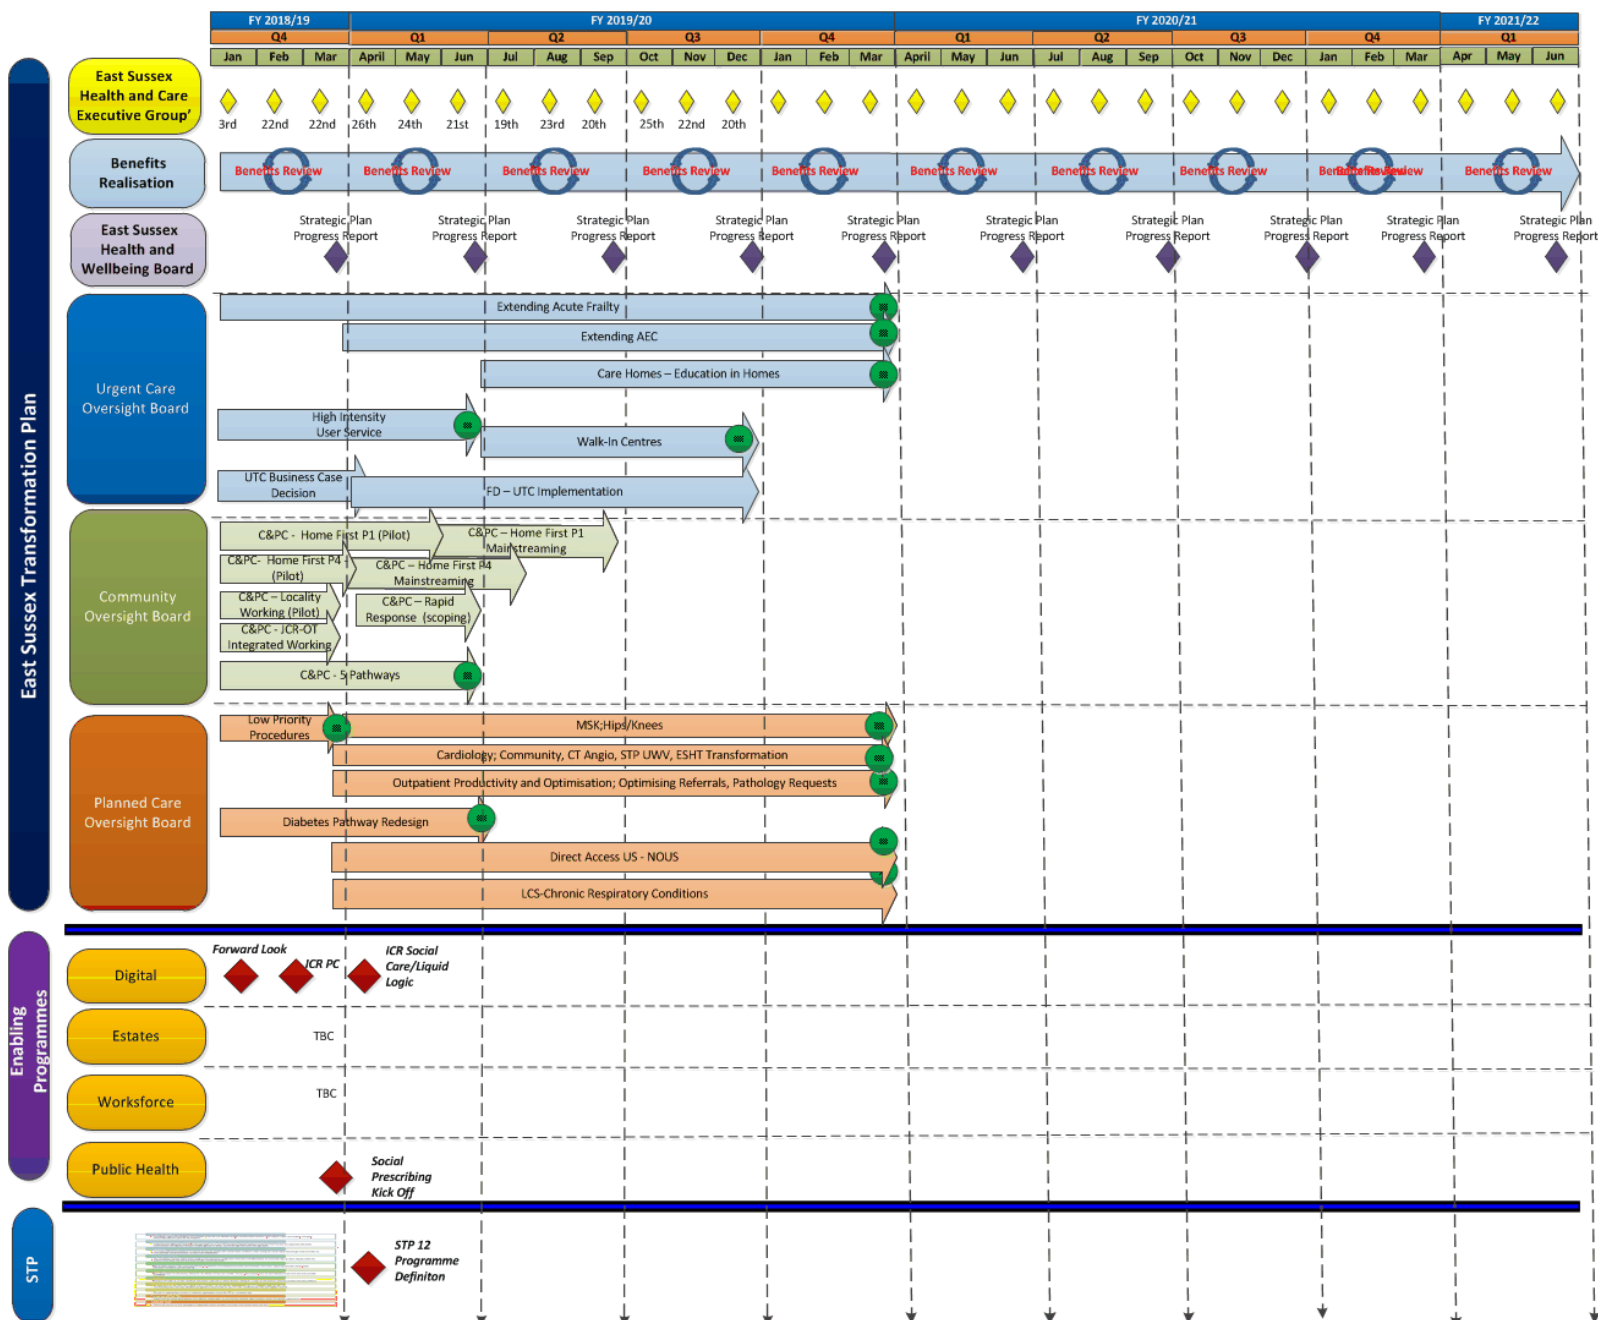 FY 2018/19 FY 2019/20 FY 2020/21 FY 2021/22
Q4 Q1 Q2 Q3 Q4 Q1 Q2 Q3 Q4 Q1
Jan Feb Mar April May Jun Jul Aug Sep Oct Nov Dec Jan Feb Mar April May Jun Jul Aug Sep Oct Nov Dec Jan Feb Mar Apr May Jun
East Sussex Transformation Plan
East Sussex
Health and Care
Executive Group’
3rd 22nd 22nd 26th 24th 21st 19th 23rd 20th 25th 22nd 20th
Benefits
Realisation
Benefits Review Benefits Review Benefits Review Benefits Review Benefits Review Benefits Review Benefits Review Benefits Review Benefits Review Benefits Review Benefits Review
East Sussex
Health and
Wellbeing Board
Strategic Plan Strategic Plan Strategic Plan Strategic Plan Strategic Plan Strategic Plan Strategic Plan Strategic Plan Strategic Plan Strategic Plan
Progress Report Progress Report Progress Report Progress Report Progress Report Progress Report Progress Report Progress Report Progress Report Progress Report
Urgent Care
Oversight Board
Extending Acute Frailty
Extending AEC
Care Homes – Education in Homes
High Intensity
User Service
Walk-In Centres
UTC Business Case
Decision
FD – UTC Implementation
Community
Oversight Board
C&PC - Home First P1 (Pilot)
C&PC – Home First P1
Mainstreaming
C&PC- Home First P4 -
(Pilot)
C&PC – Home First P4
Mainstreaming
C&PC – Locality
Working (Pilot)
C&PC – Rapid
Response (scoping)
C&PC - JCR-OT
Integrated Working
C&PC - 5 Pathways
Planned Care
Oversight Board
Low Priority
Procedures
MSK;Hips/Knees
Cardiology; Community, CT Angio, STP UWV, ESHT Transformation
Outpatient Productivity and Optimisation; Optimising Referrals, Pathology Requests
Diabetes Pathway Redesign
Direct Access US - NOUS
LCS-Chronic Respiratory Conditions
Enabling
Programmes
Digital
Forward Look
ICR PC
ICR Social
Care/Liquid
Logic
Estates
TBC
Worksforce
TBC
Public Health
Social
Prescribing
Kick Off
STP
STP 12
Programme
Definiton